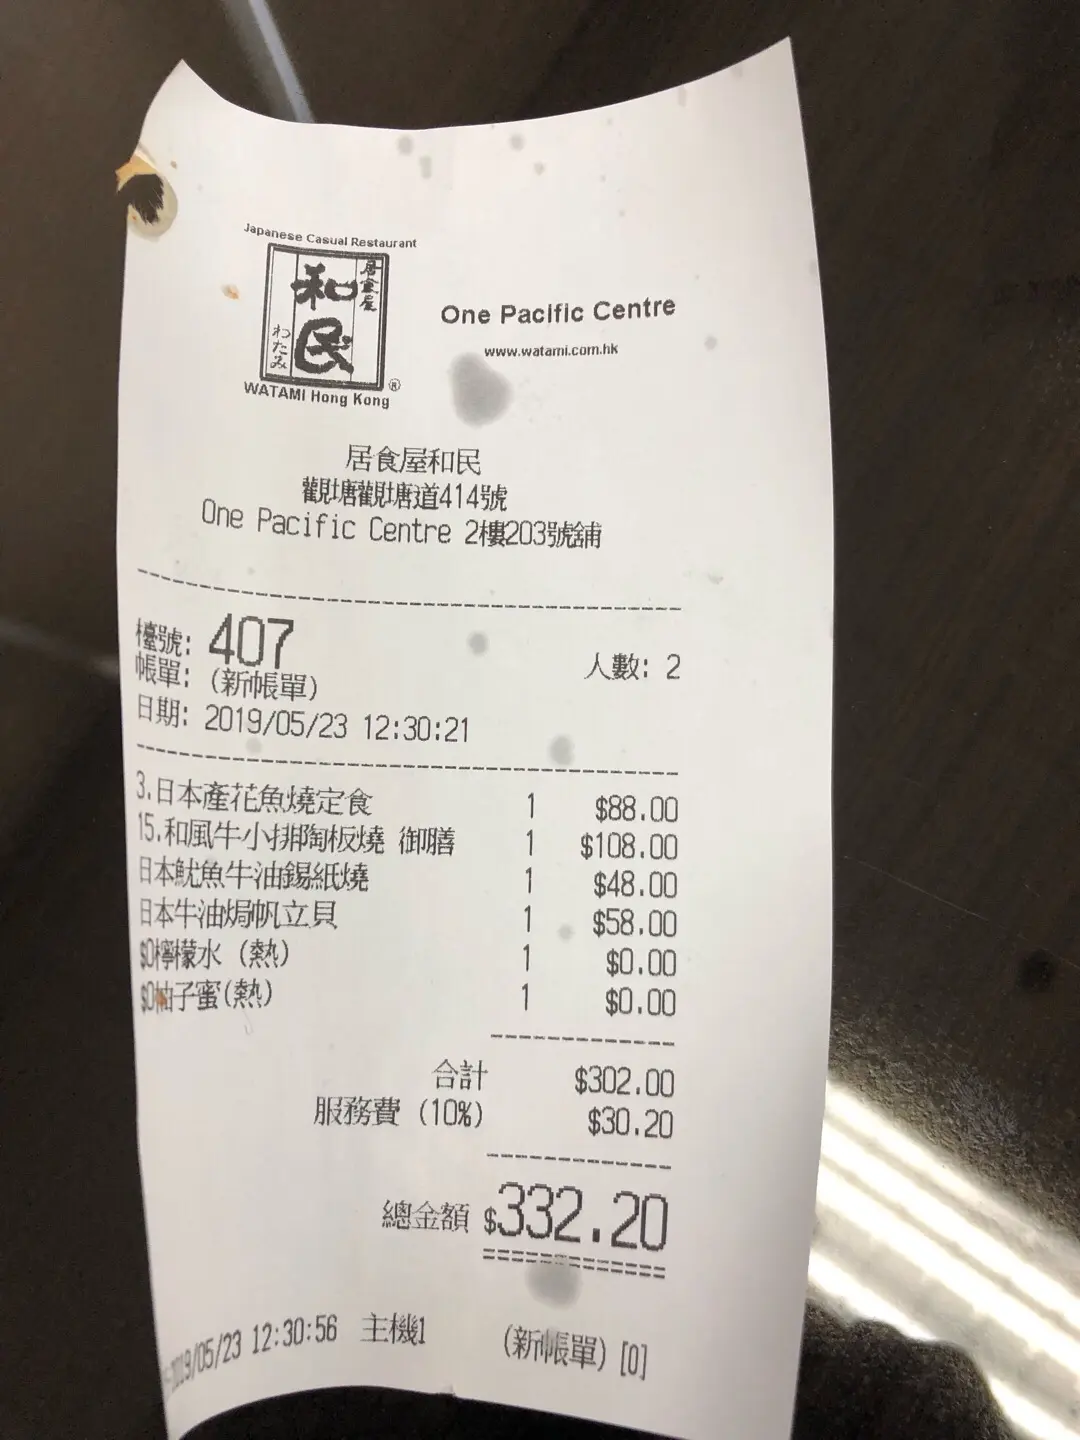 Japanese Casual Restaurant
居食屋
和民
わたみ
®
WATAMI Hong Kong
One Pacific Centre
www.watami.com.hk
居食屋和民
觀塘觀塘道414號
One Pacific Centre 2樓203號舖
檯號: 407 人數: 2
帳單: (新帳單)
日期: 2019/05/23 12:30:21
3.日本產花魚燒定食 1 $88.00
15.和風牛小排陶板燒 御膳 1 $108.00
日本魷魚牛油錫紙燒 1 $48.00
日本牛油焗帆立貝 1 $58.00
$0檸檬水 (熱) 1 $0.00
$0柚子蜜(熱) 1 $0.00
合計 $302.00
服務費 (10%) $30.20
總金額 $332.20
2019/05/23 12:30:56 主機1 (新帳單) [0]